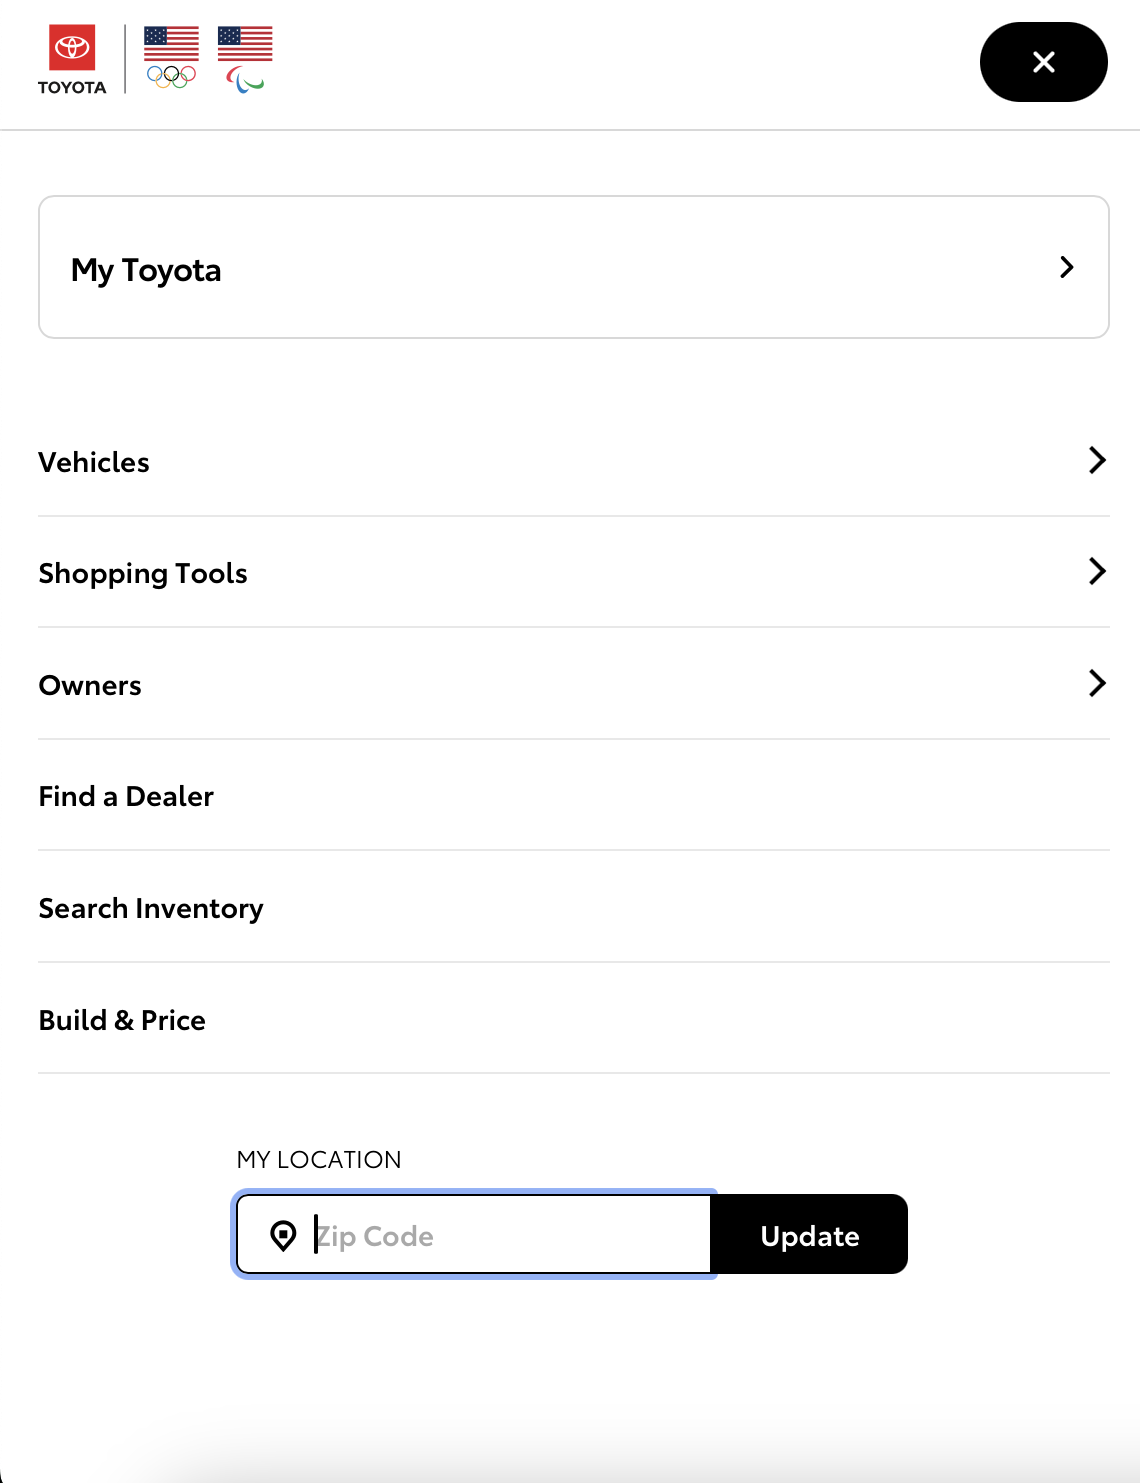 TOYOTA
My Toyota
Vehicles
Shopping Tools
Owners
Find a Dealer
Search Inventory
Build & Price
MY LOCATION
Zip Code
Update